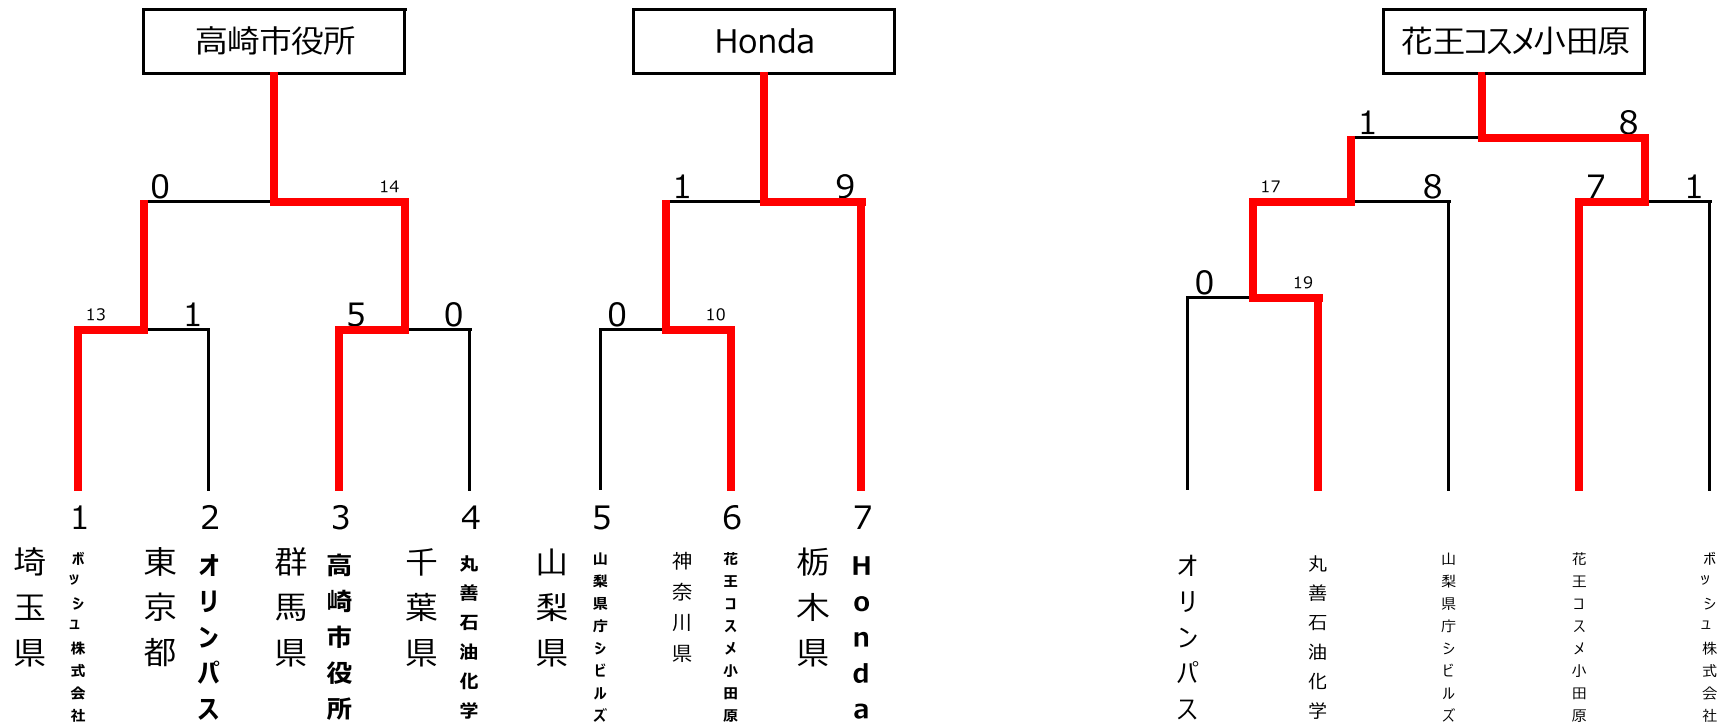 高崎市役所
Honda
花王コスメ小田原
1
8
0
14
1
9
17
8
7
1
0
19
13
1
5
0
0
10
1
2
3
4
5
6
7
埼玉県
ボッシュ株式会社
東京都
オリンパス
群馬県
高崎市役所
千葉県
丸善石油化学
山梨県
山梨県庁シビルズ
神奈川県
花王コスメ小田原
栃木県
Honda
オリンパス
丸善石油化学
山梨県庁シビルズ
花王コスメ小田原
ボッシュ株式会社